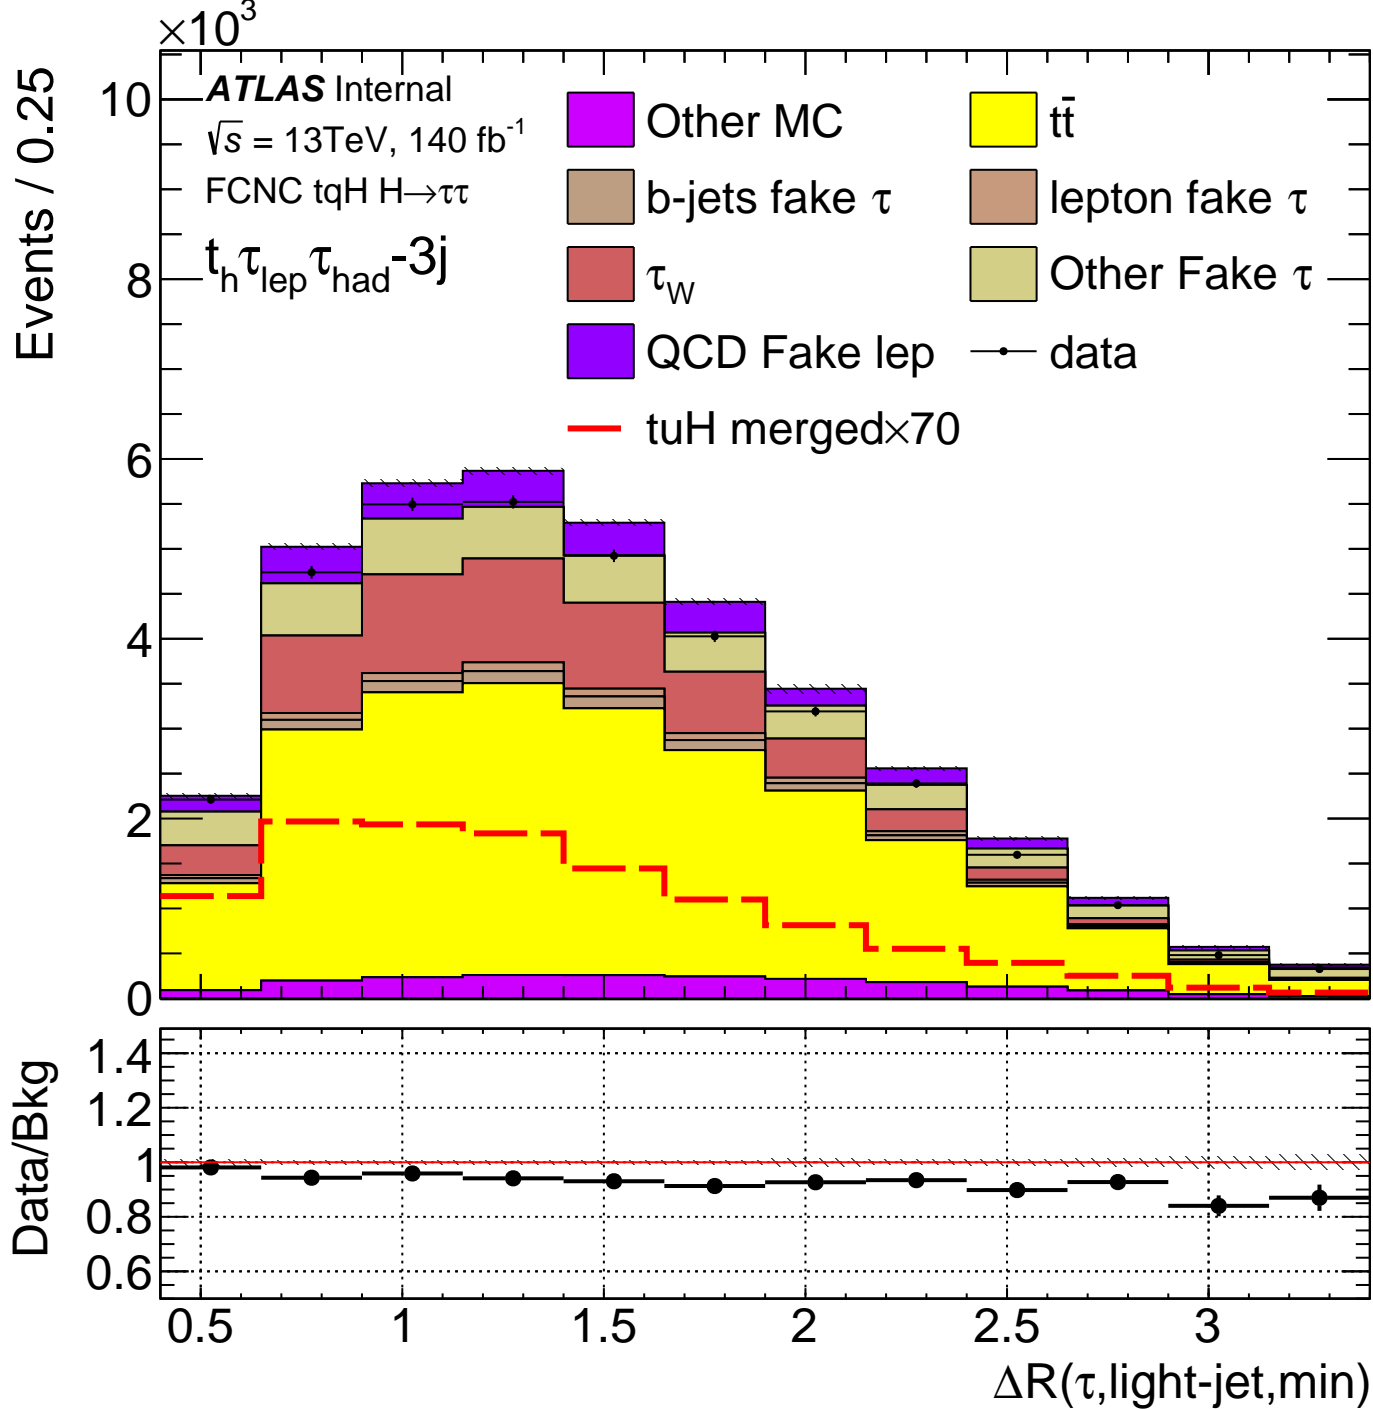 ×10³
Events / 0.25
10
8
6
4
2
0
ATLAS Internal
√s = 13TeV, 140 fb⁻¹
FCNC tqH H→ττ
t_h τ_lep τ_had-3j
Other MC
tt̄
b-jets fake τ
lepton fake τ
τ_W
Other Fake τ
QCD Fake lep
data
tuH merged×70
Data/Bkg
1.4
1.2
1
0.8
0.6
0.5 1 1.5 2 2.5 3
ΔR(τ,light-jet,min)